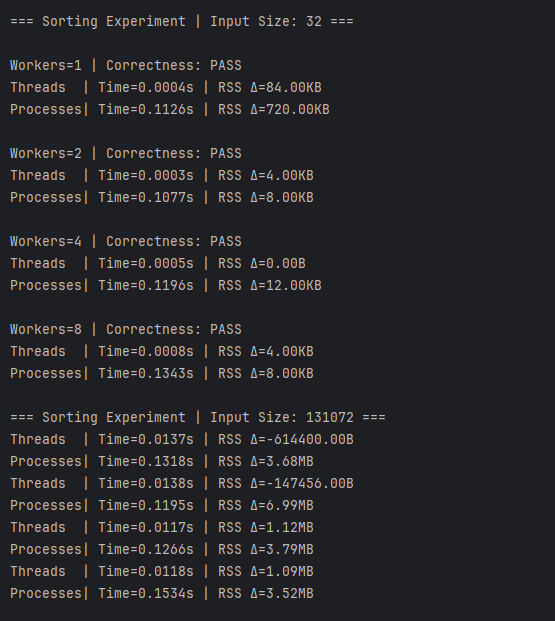 === Sorting Experiment | Input Size: 32 ===
Workers=1 | Correctness: PASS
Threads  | Time=0.0004s | RSS Δ=84.00KB
Processes| Time=0.1126s | RSS Δ=720.00KB
Workers=2 | Correctness: PASS
Threads  | Time=0.0003s | RSS Δ=4.00KB
Processes| Time=0.1077s | RSS Δ=8.00KB
Workers=4 | Correctness: PASS
Threads  | Time=0.0005s | RSS Δ=0.00B
Processes| Time=0.1196s | RSS Δ=12.00KB
Workers=8 | Correctness: PASS
Threads  | Time=0.0008s | RSS Δ=4.00KB
Processes| Time=0.1343s | RSS Δ=8.00KB
=== Sorting Experiment | Input Size: 131072 ===
Threads  | Time=0.0137s | RSS Δ=-614400.00B
Processes| Time=0.1318s | RSS Δ=3.68MB
Threads  | Time=0.0138s | RSS Δ=-147456.00B
Processes| Time=0.1195s | RSS Δ=6.99MB
Threads  | Time=0.0117s | RSS Δ=1.12MB
Processes| Time=0.1266s | RSS Δ=3.79MB
Threads  | Time=0.0118s | RSS Δ=1.09MB
Processes| Time=0.1534s | RSS Δ=3.52MB